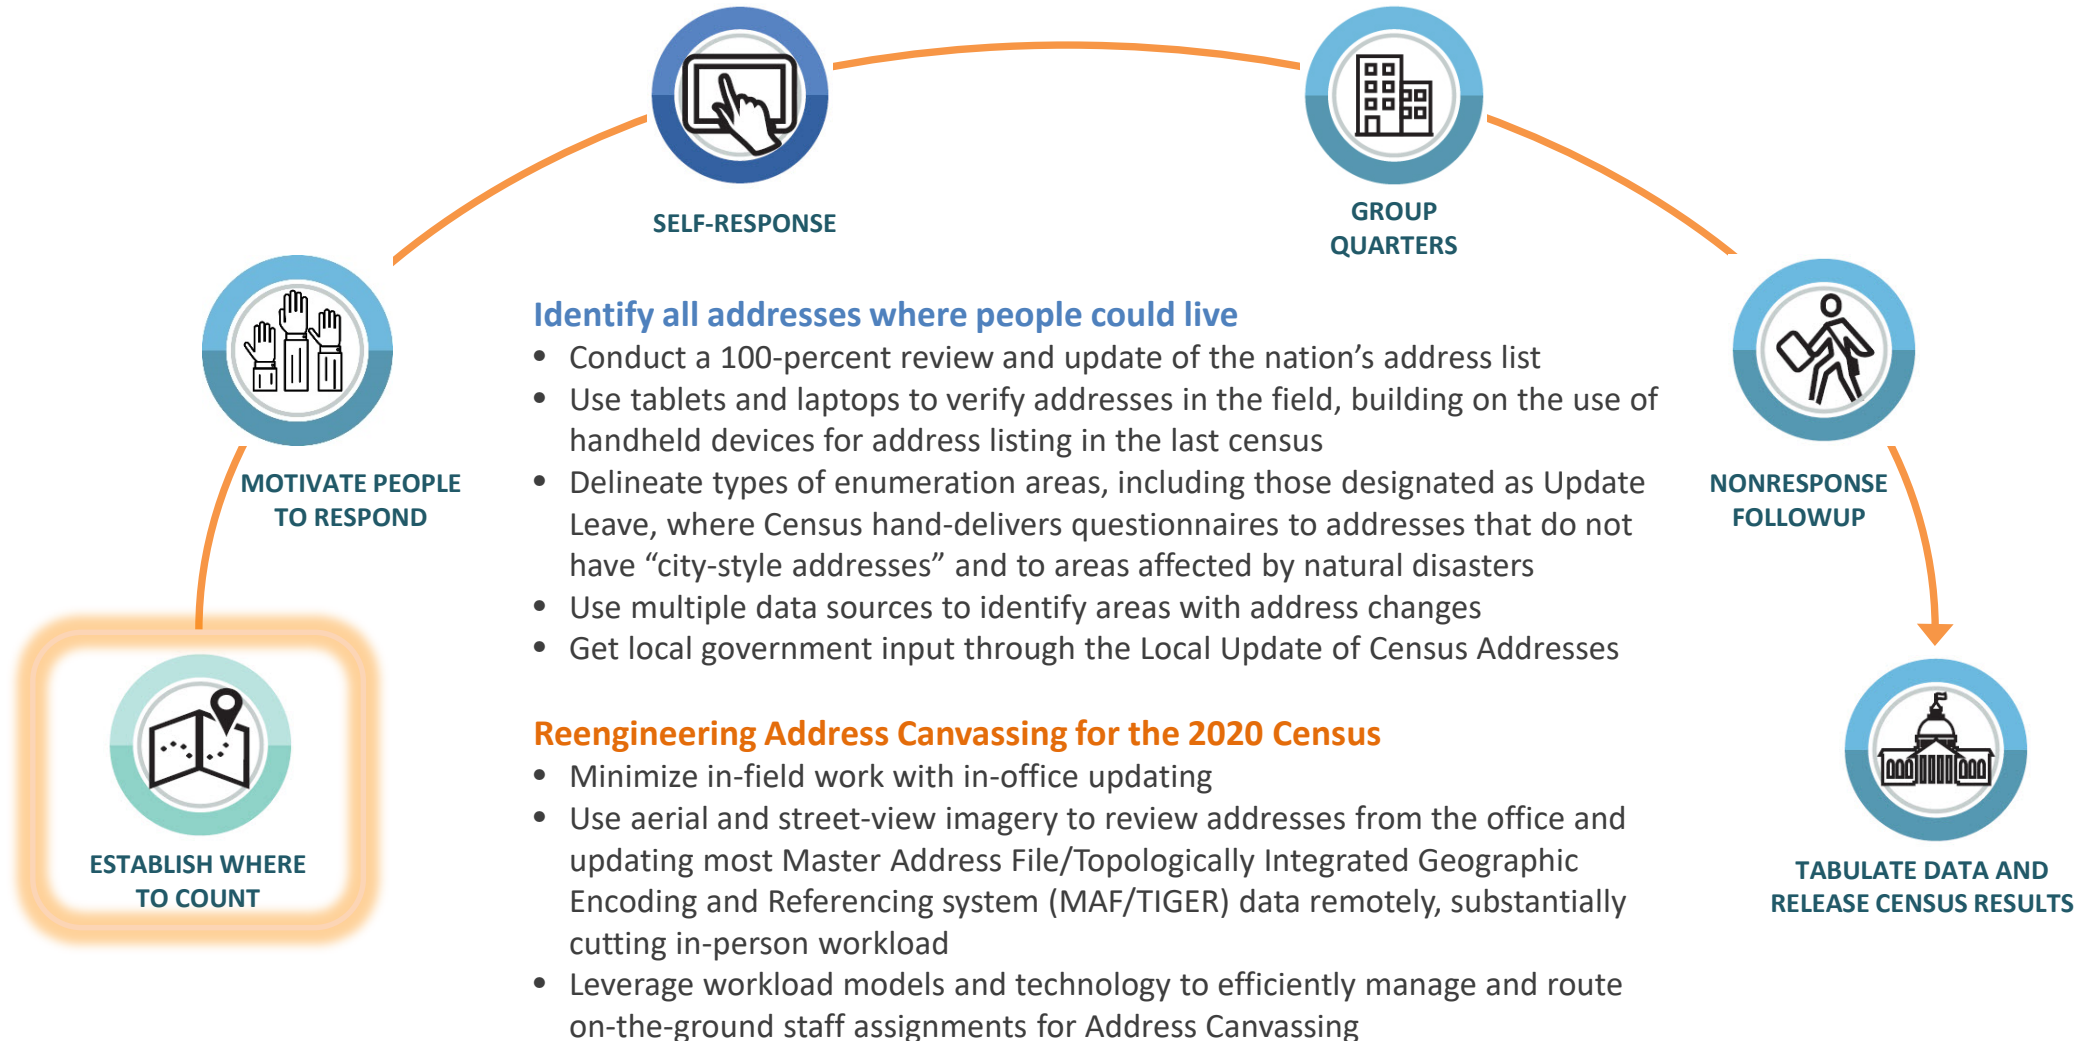 SELF-RESPONSE
GROUP
QUARTERS
MOTIVATE PEOPLE
TO RESPOND
NONRESPONSE
FOLLOWUP
ESTABLISH WHERE
TO COUNT
TABULATE DATA AND
RELEASE CENSUS RESULTS
Identify all addresses where people could live
• Conduct a 100-percent review and update of the nation’s address list
• Use tablets and laptops to verify addresses in the field, building on the use of
handheld devices for address listing in the last census
• Delineate types of enumeration areas, including those designated as Update
Leave, where Census hand-delivers questionnaires to addresses that do not
have “city-style addresses” and to areas affected by natural disasters
• Use multiple data sources to identify areas with address changes
• Get local government input through the Local Update of Census Addresses
Reengineering Address Canvassing for the 2020 Census
• Minimize in-field work with in-office updating
• Use aerial and street-view imagery to review addresses from the office and
updating most Master Address File/Topologically Integrated Geographic
Encoding and Referencing system (MAF/TIGER) data remotely, substantially
cutting in-person workload
• Leverage workload models and technology to efficiently manage and route
on-the-ground staff assignments for Address Canvassing